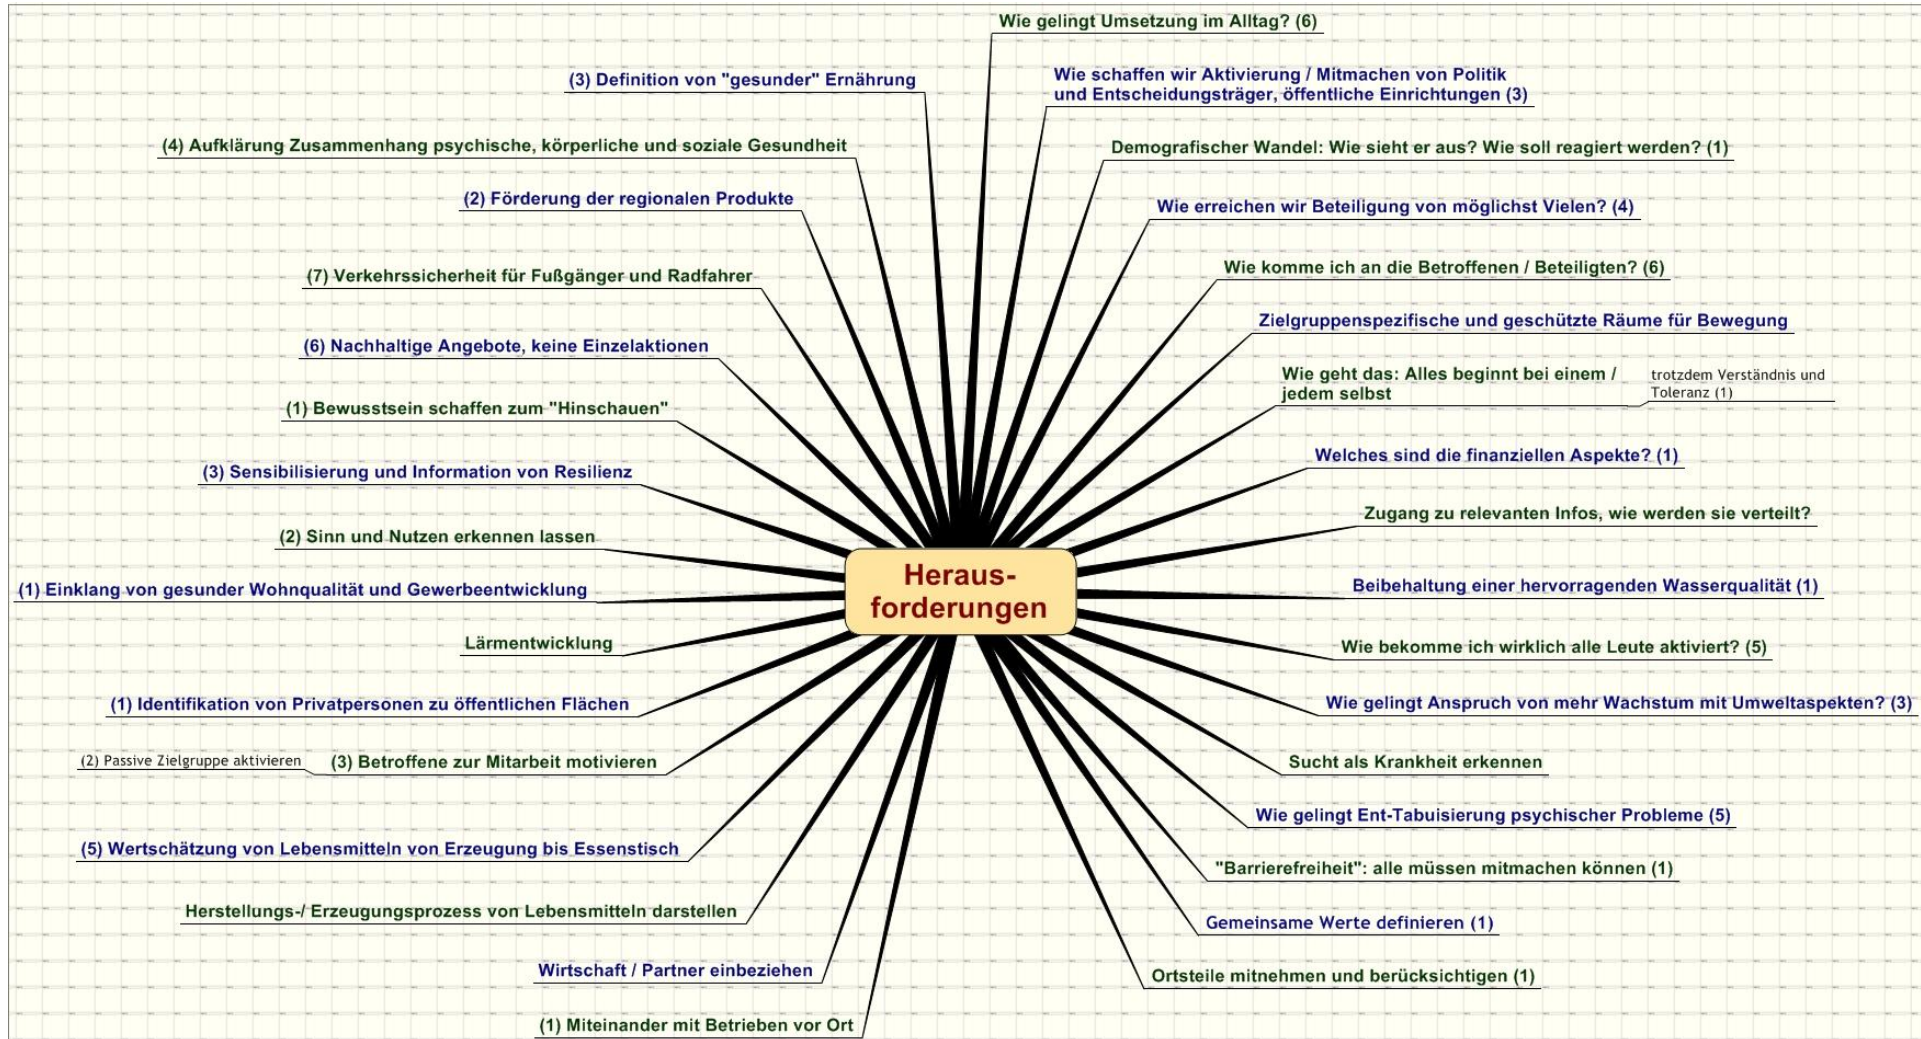 Heraus-
forderungen
Wie gelingt Umsetzung im Alltag? (6)
Wie schaffen wir Aktivierung / Mitmachen von Politik
und Entscheidungsträger, öffentliche Einrichtungen (3)
Demografischer Wandel: Wie sieht er aus? Wie soll reagiert werden? (1)
Wie erreichen wir Beteiligung von möglichst Vielen? (4)
Wie komme ich an die Betroffenen / Beteiligten? (6)
Zielgruppenspezifische und geschützte Räume für Bewegung
Wie geht das: Alles beginnt bei einem /
jedem selbst
trotzdem Verständnis und
Toleranz (1)
Welches sind die finanziellen Aspekte? (1)
Zugang zu relevanten Infos, wie werden sie verteilt?
Beibehaltung einer hervorragenden Wasserqualität (1)
Wie bekomme ich wirklich alle Leute aktiviert? (5)
Wie gelingt Anspruch von mehr Wachstum mit Umweltaspekten? (3)
Sucht als Krankheit erkennen
Wie gelingt Ent-Tabuisierung psychischer Probleme (5)
"Barrierefreiheit": alle müssen mitmachen können (1)
Gemeinsame Werte definieren (1)
Ortsteile mitnehmen und berücksichtigen (1)
(3) Definition von "gesunder" Ernährung
(4) Aufklärung Zusammenhang psychische, körperliche und soziale Gesundheit
(2) Förderung der regionalen Produkte
(7) Verkehrssicherheit für Fußgänger und Radfahrer
(6) Nachhaltige Angebote, keine Einzelaktionen
(1) Bewusstsein schaffen zum "Hinschauen"
(3) Sensibilisierung und Information von Resilienz
(2) Sinn und Nutzen erkennen lassen
(1) Einklang von gesunder Wohnqualität und Gewerbeentwicklung
Lärmentwicklung
(1) Identifikation von Privatpersonen zu öffentlichen Flächen
(3) Betroffene zur Mitarbeit motivieren
(2) Passive Zielgruppe aktivieren
(5) Wertschätzung von Lebensmitteln von Erzeugung bis Essenstisch
Herstellungs-/ Erzeugungsprozess von Lebensmitteln darstellen
Wirtschaft / Partner einbeziehen
(1) Miteinander mit Betrieben vor Ort